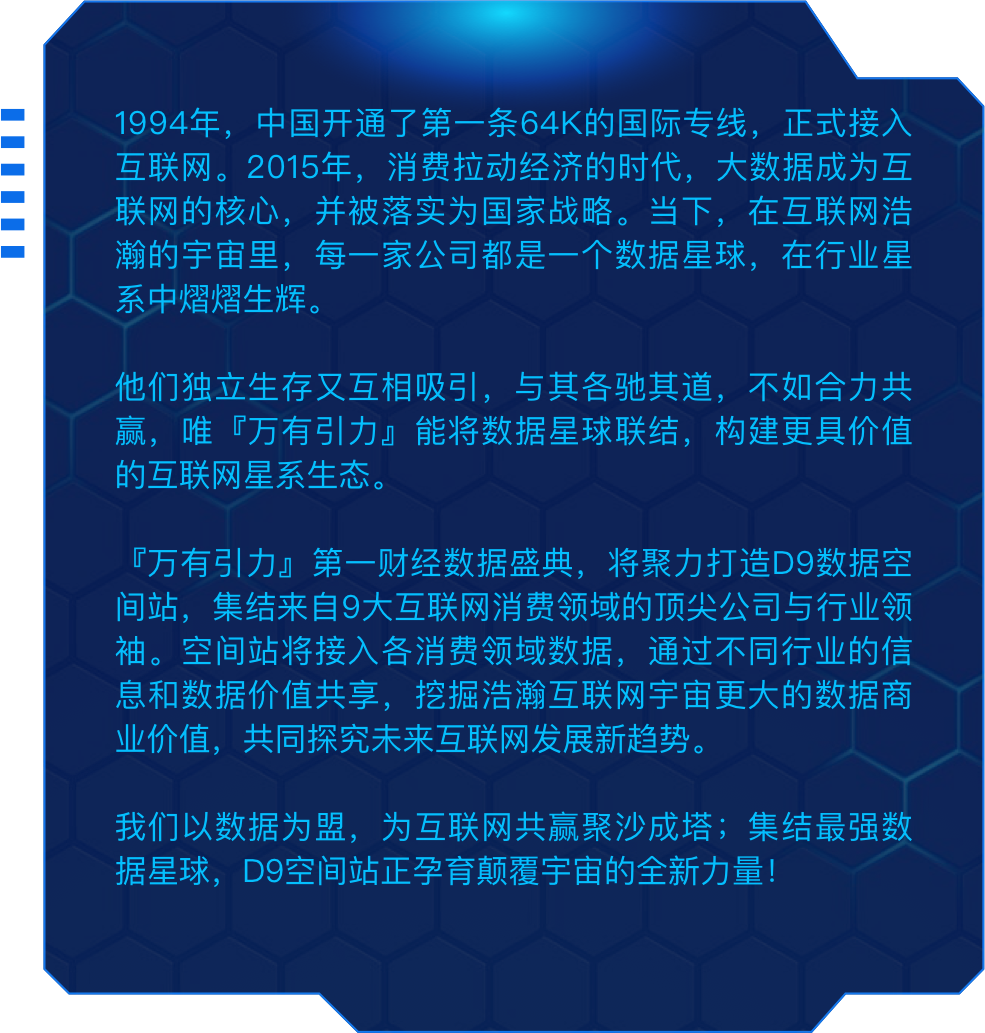 1994年，中国开通了第一条64K的国际专线，正式接入
互联网。2015年，消费拉动经济的时代，大数据成为互
联网的核心，并被落实为国家战略。当下，在互联网浩
瀚的宇宙里，每一家公司都是一个数据星球，在行业星
系中熠熠生辉。
他们独立生存又互相吸引，与其各驰其道，不如合力共
赢，唯『万有引力』能将数据星球联结，构建更具价值
的互联网星系生态。
『万有引力』第一财经数据盛典，将聚力打造D9数据空
间站，集结来自9大互联网消费领域的顶尖公司与行业领
袖。空间站将接入各消费领域数据，通过不同行业的信
息和数据价值共享，挖掘浩瀚互联网宇宙更大的数据商
业价值，共同探究未来互联网发展新趋势。
我们以数据为盟，为互联网共赢聚沙成塔；集结最强数
据星球，D9空间站正孕育颠覆宇宙的全新力量！